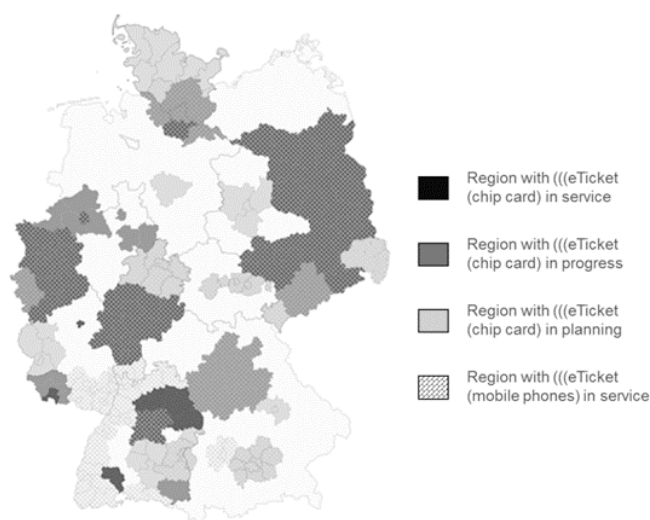 Region with (((eTicket
(chip card) in service
Region with (((eTicket
(chip card) in progress
Region with (((eTicket
(chip card) in planning
Region with (((eTicket
(mobile phones) in service